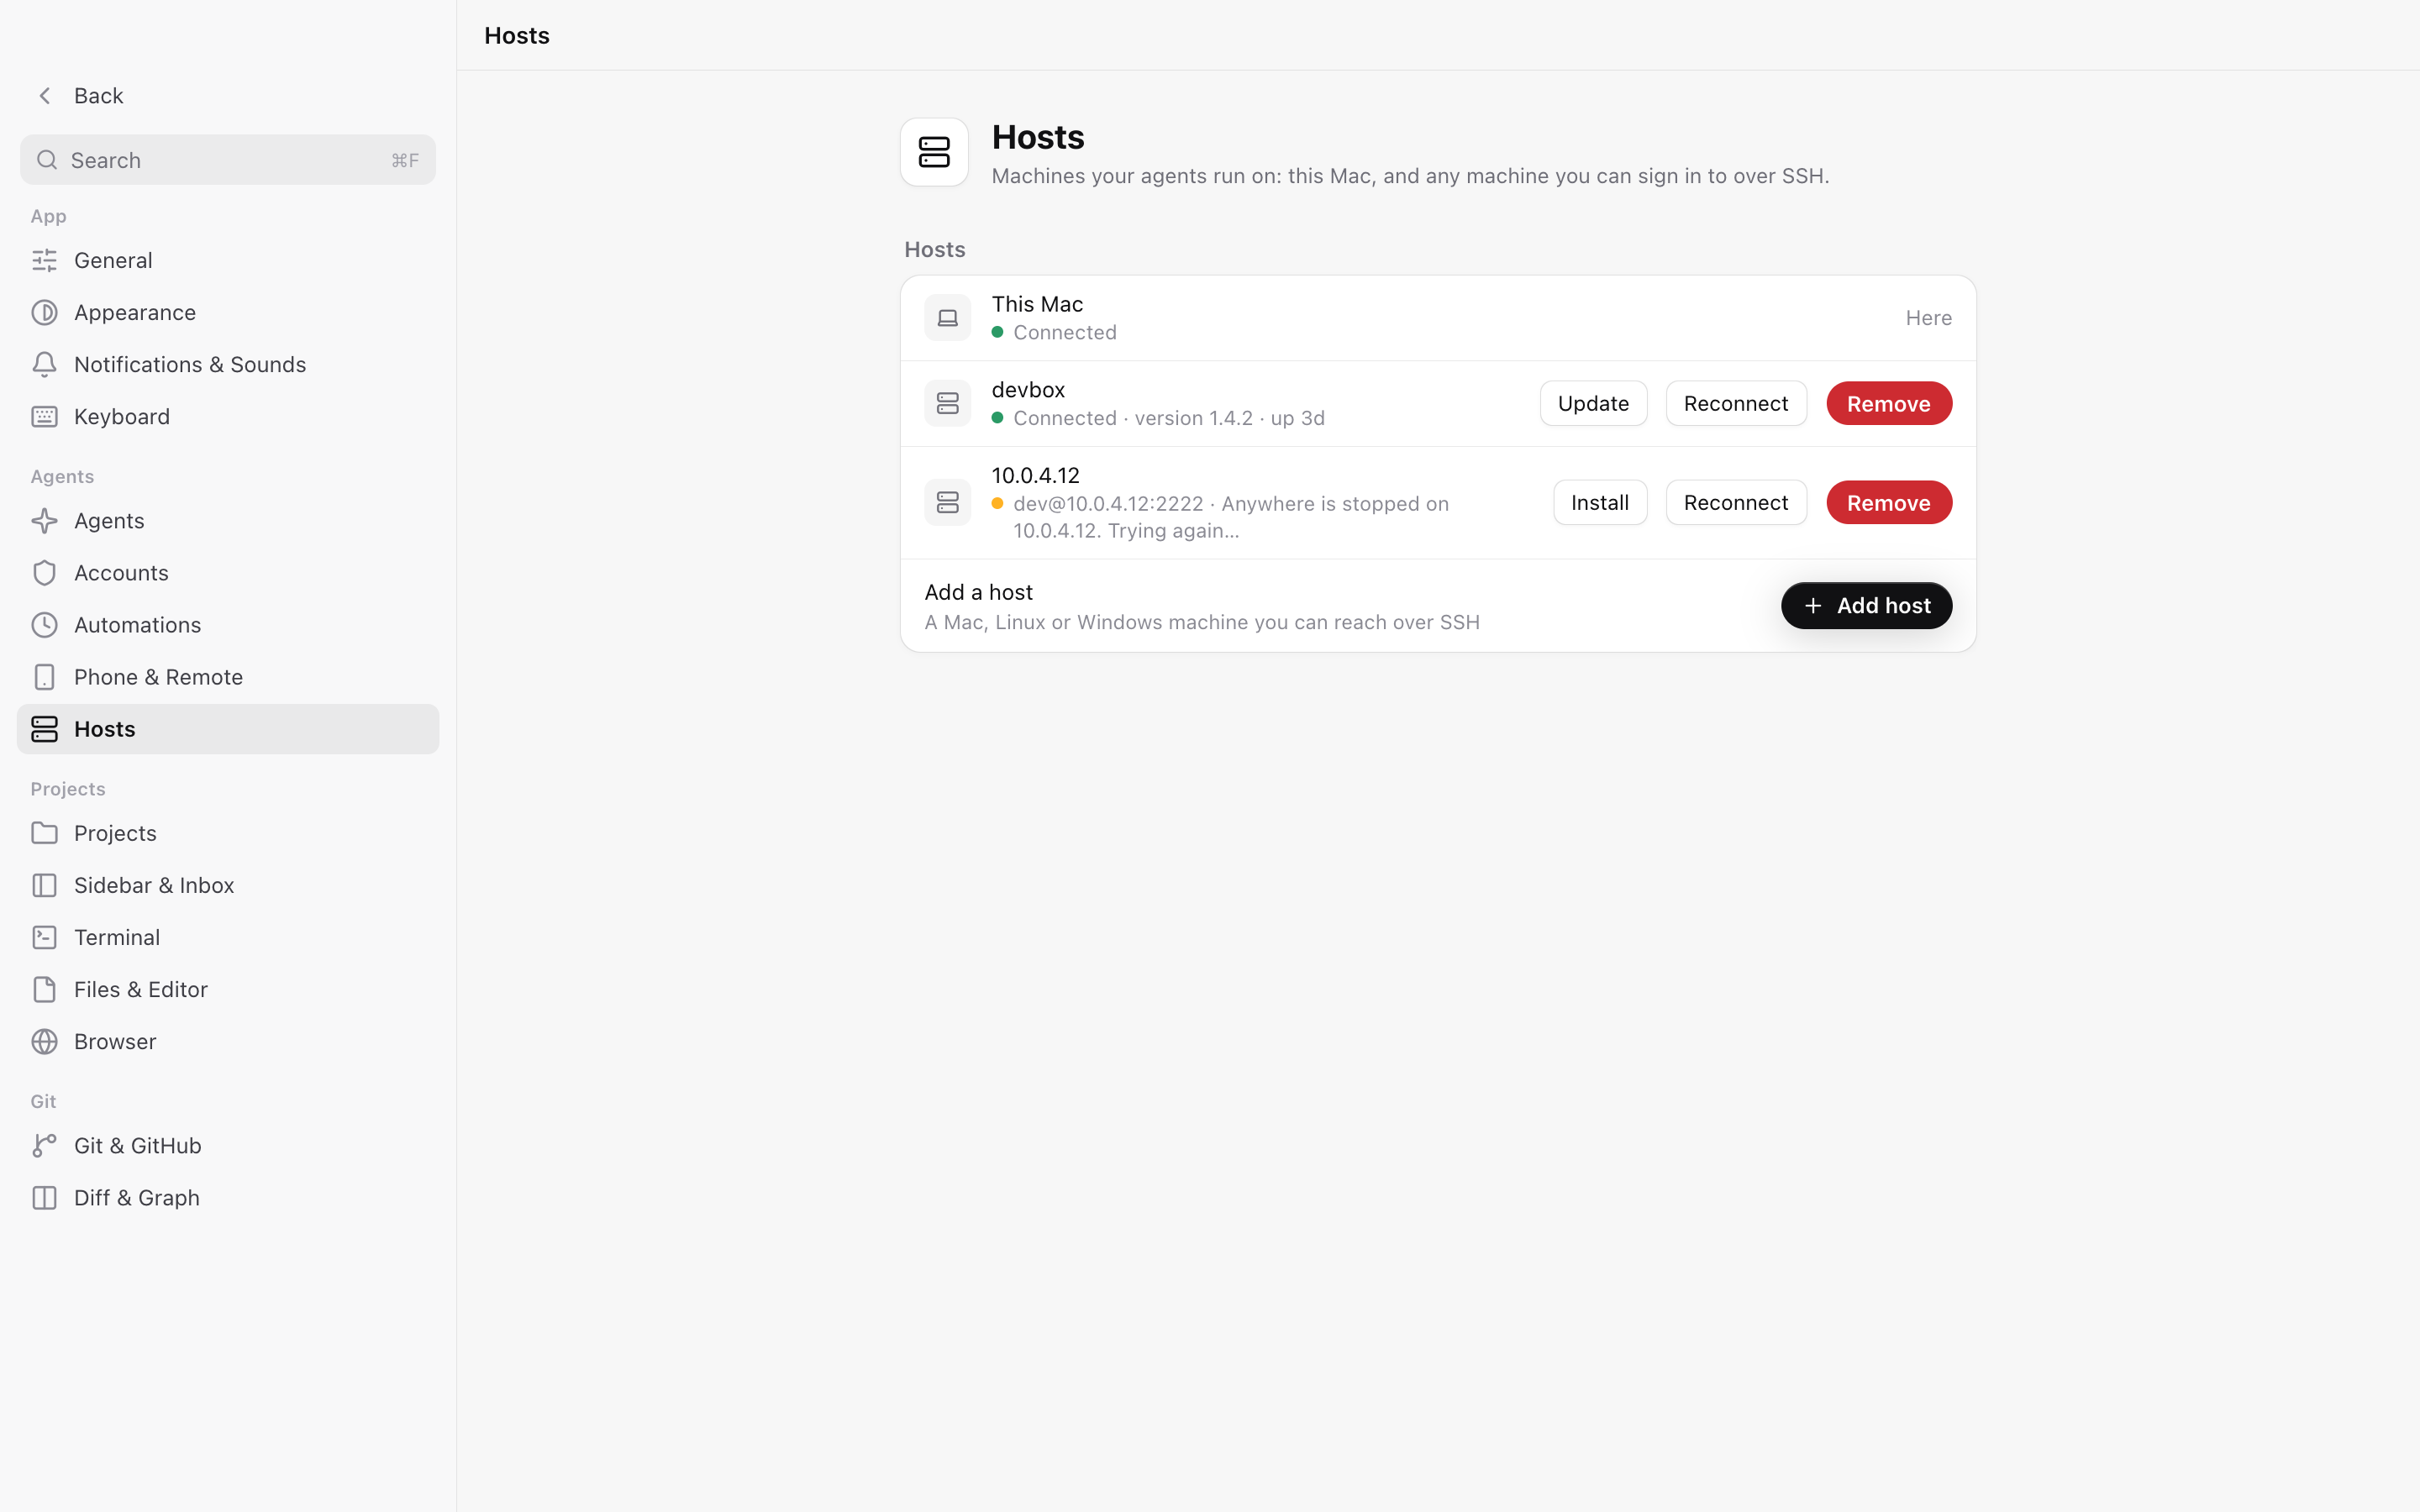 Hosts
Back
Search ⌘F
App
General
Appearance
Notifications & Sounds
Keyboard
Agents
Agents
Accounts
Automations
Phone & Remote
Hosts
Projects
Projects
Sidebar & Inbox
Terminal
Files & Editor
Browser
Git
Git & GitHub
Diff & Graph
Hosts
Machines your agents run on: this Mac, and any machine you can sign in to over SSH.
Hosts
This Mac
Connected
Here
devbox
Connected · version 1.4.2 · up 3d
Update Reconnect Remove
10.0.4.12
dev@10.0.4.12:2222 · Anywhere is stopped on
10.0.4.12. Trying again...
Install Reconnect Remove
Add a host
A Mac, Linux or Windows machine you can reach over SSH
Add host